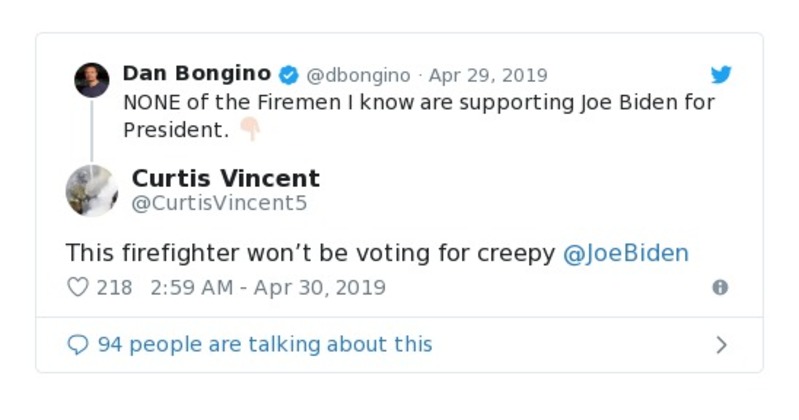 Dan Bongino @dbongino · Apr 29, 2019
NONE of the Firemen I know are supporting Joe Biden for
President. 👇🏻
Curtis Vincent
@CurtisVincent5
This firefighter won’t be voting for creepy @JoeBiden
218 2:59 AM - Apr 30, 2019
94 people are talking about this